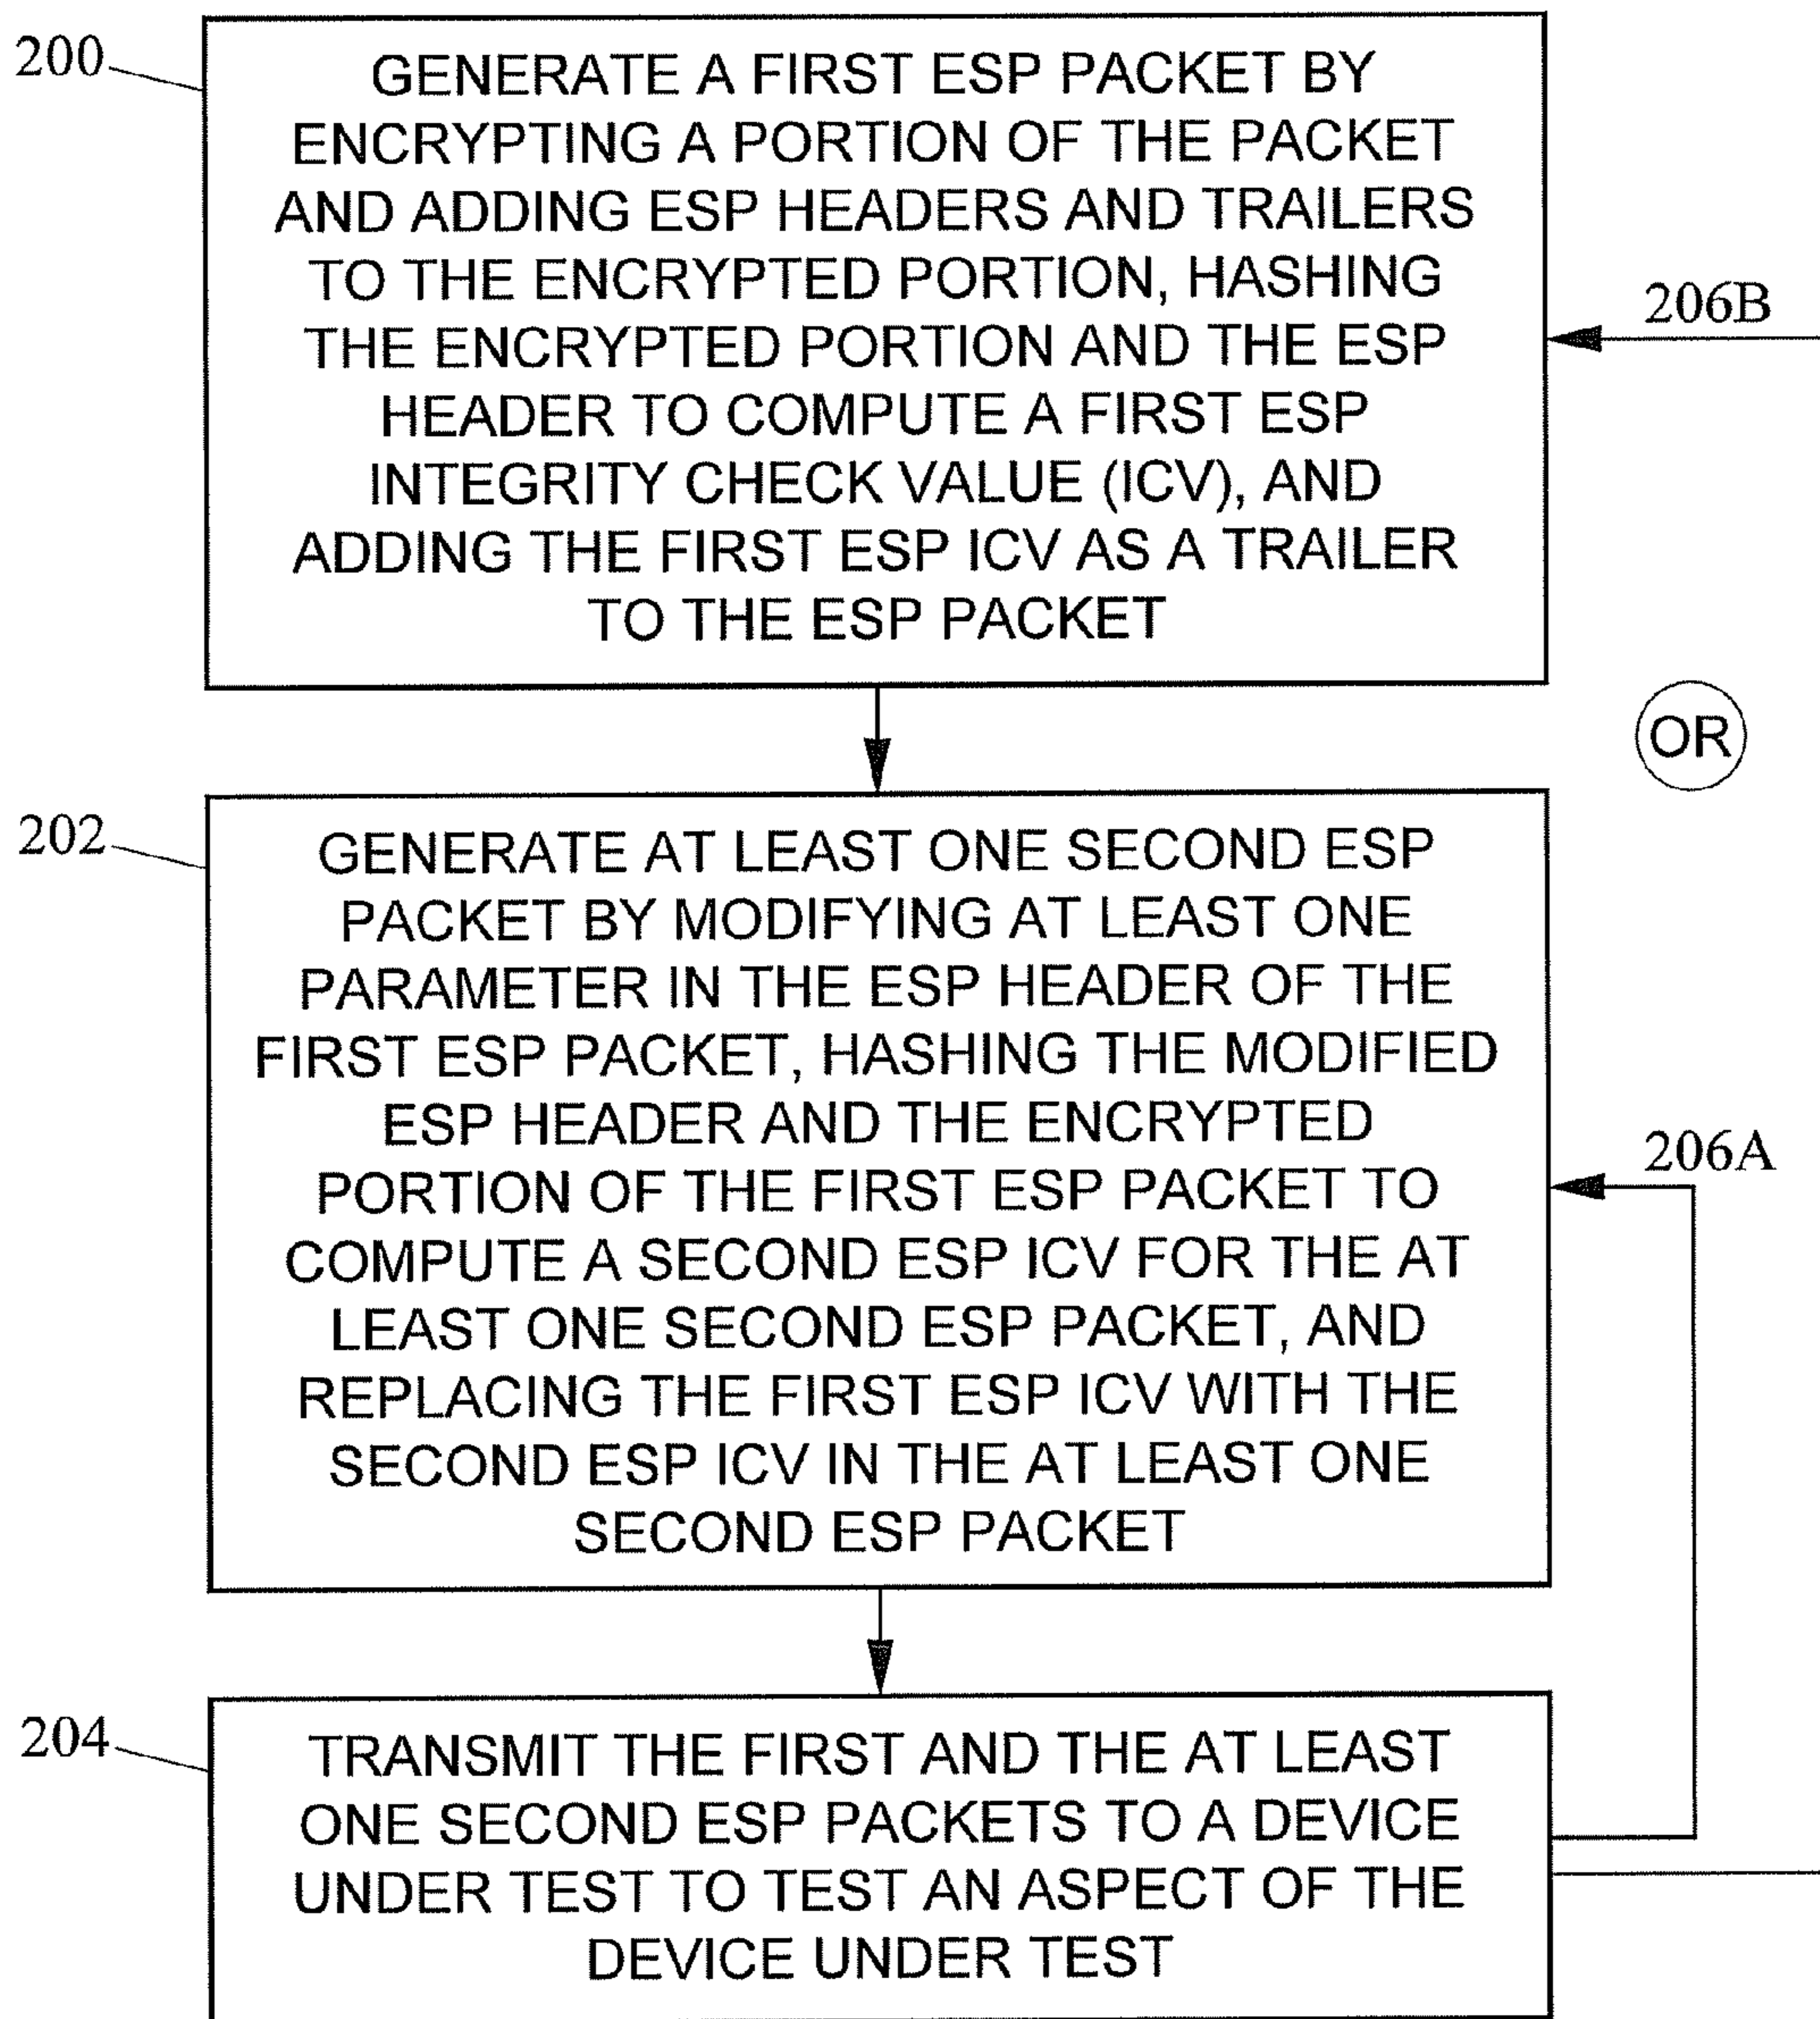 200
GENERATE A FIRST ESP PACKET BY
ENCRYPTING A PORTION OF THE PACKET
AND ADDING ESP HEADERS AND TRAILERS
TO THE ENCRYPTED PORTION, HASHING
THE ENCRYPTED PORTION AND THE ESP
HEADER TO COMPUTE A FIRST ESP
INTEGRITY CHECK VALUE (ICV), AND
ADDING THE FIRST ESP ICV AS A TRAILER
TO THE ESP PACKET
206B
OR
202
GENERATE AT LEAST ONE SECOND ESP
PACKET BY MODIFYING AT LEAST ONE
PARAMETER IN THE ESP HEADER OF THE
FIRST ESP PACKET, HASHING THE MODIFIED
ESP HEADER AND THE ENCRYPTED
PORTION OF THE FIRST ESP PACKET TO
COMPUTE A SECOND ESP ICV FOR THE AT
LEAST ONE SECOND ESP PACKET, AND
REPLACING THE FIRST ESP ICV WITH THE
SECOND ESP ICV IN THE AT LEAST ONE
SECOND ESP PACKET
206A
204
TRANSMIT THE FIRST AND THE AT LEAST
ONE SECOND ESP PACKETS TO A DEVICE
UNDER TEST TO TEST AN ASPECT OF THE
DEVICE UNDER TEST